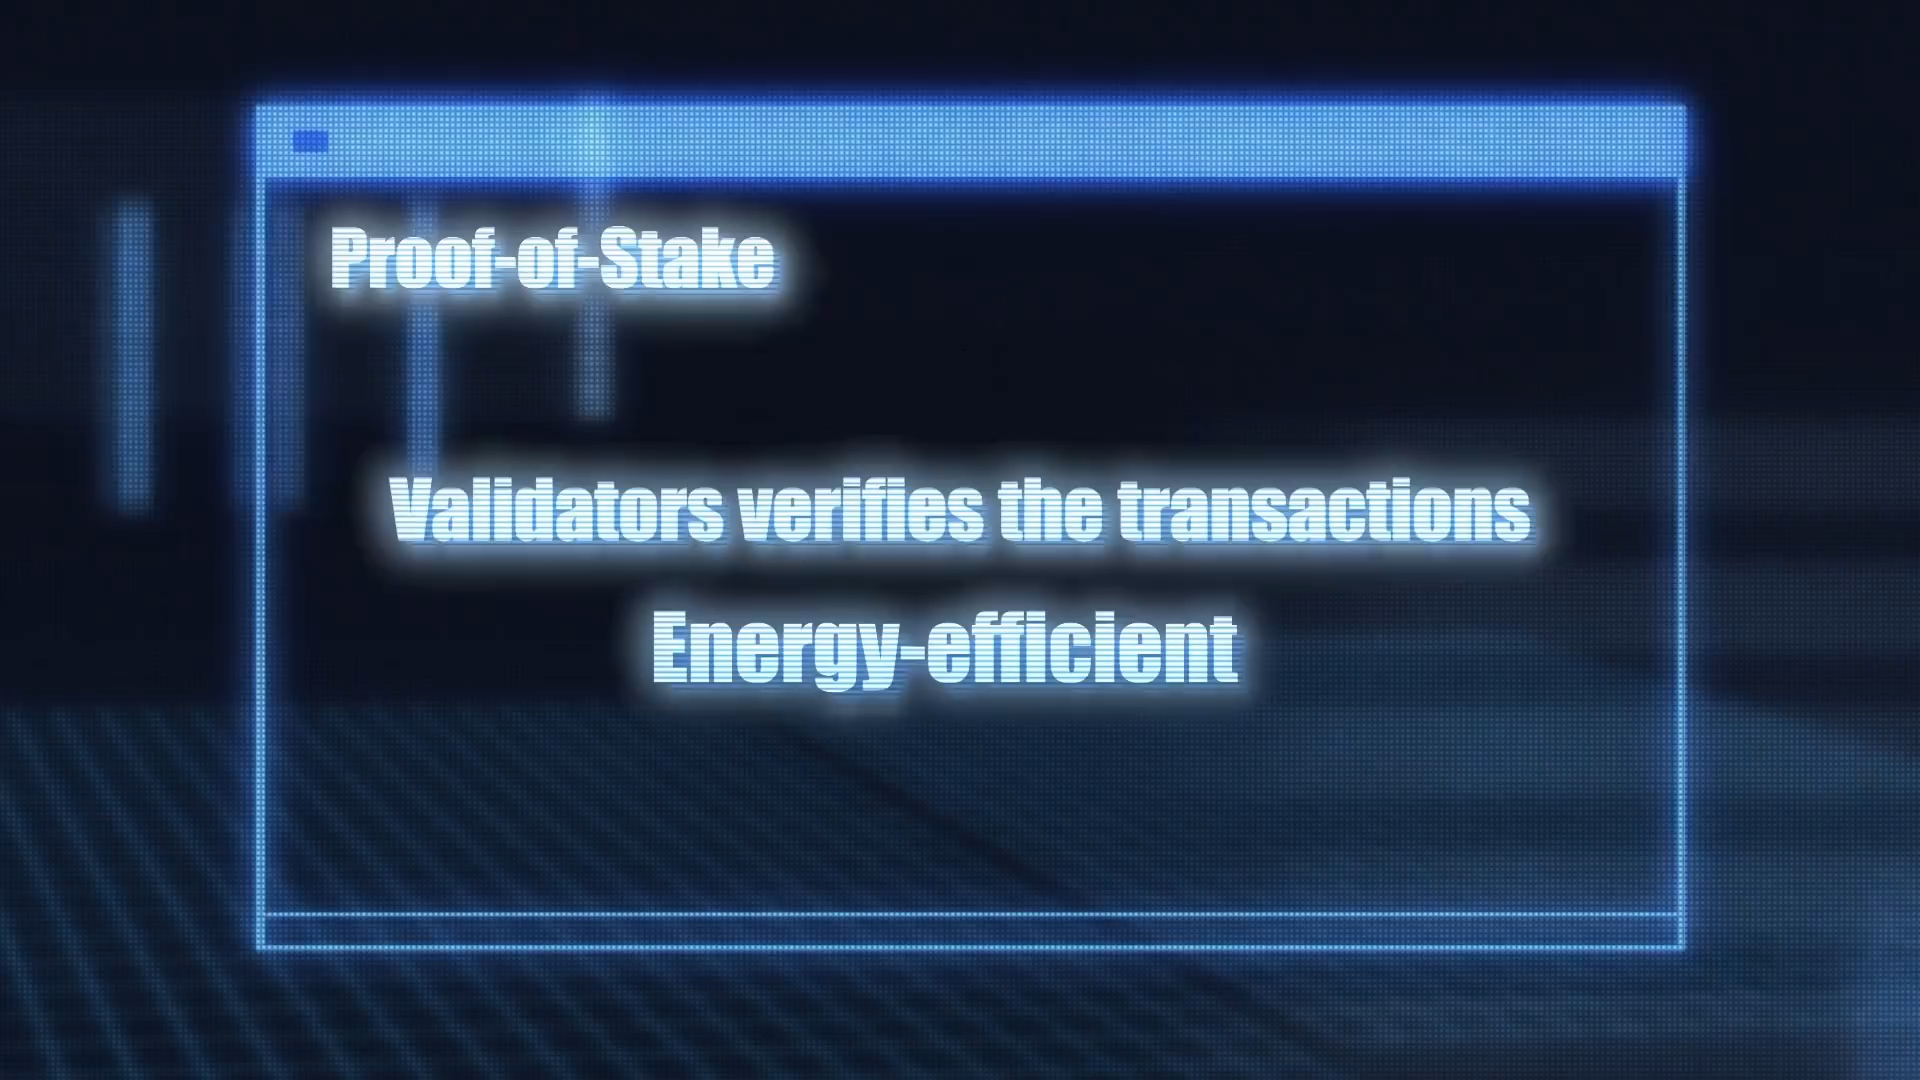 Proof-of-Stake
Validators verifies the transactions
Energy-efficient